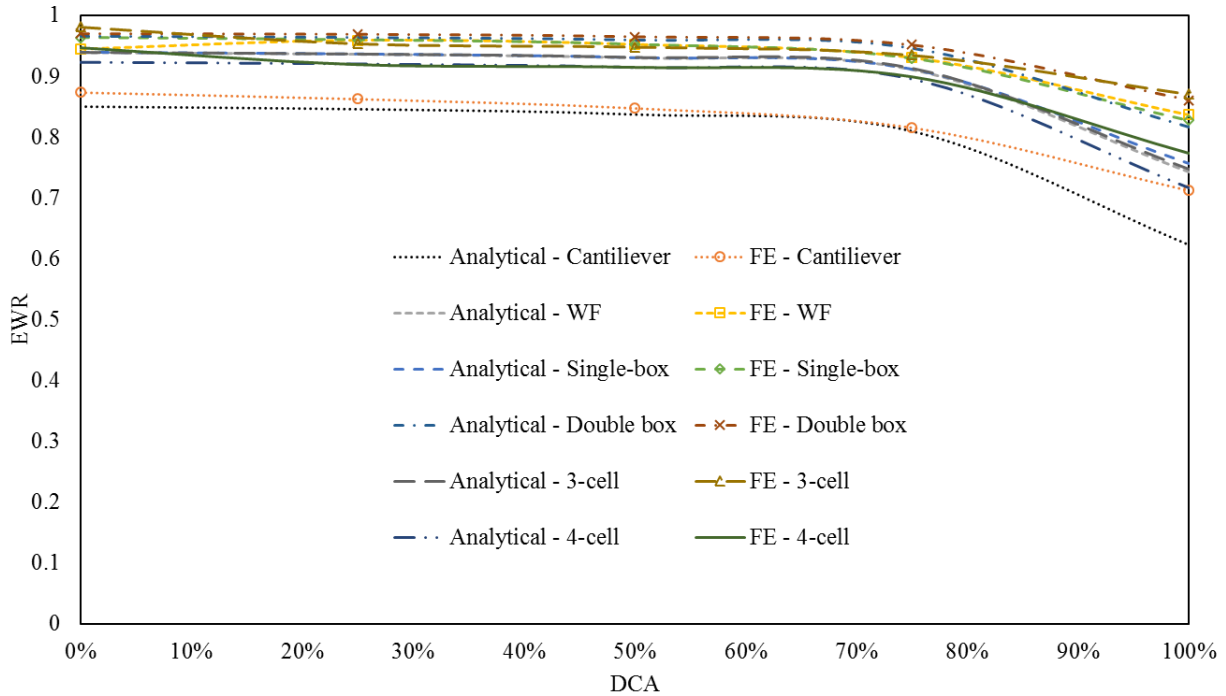 1
0.9
0.8
0.7
0.6
0.5
0.4
0.3
0.2
0.1
0
EWR
Analytical - Cantiliever FE - Cantiliever
Analytical - WF FE - WF
Analytical - Single-box FE - Single-box
Analytical - Double box FE - Double box
Analytical - 3-cell FE - 3-cell
Analytical - 4-cell FE - 4-cell
0% 10% 20% 30% 40% 50% 60% 70% 80% 90% 100%
DCA